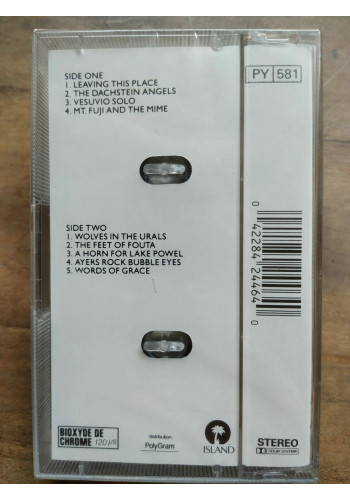 SIDE ONE
1. LEAVING THIS PLACE
2. THE DACHSTEIN ANGELS
3. VESUVIO SOLO
4. MT. FUJI AND THE MIME
SIDE TWO
1. WOLVES IN THE URALS
2. THE FEET OF FOUTA
3. A HORN FOR LAKE POWEL
4. AYERS ROCK BUBBLE EYES
5. WORDS OF GRACE
PY 581
0 42284 24464 0
BIOXYDE DE
CHROME 120 µs
distribution
PolyGram
ISLAND
STEREO
DOLBY SYSTEM